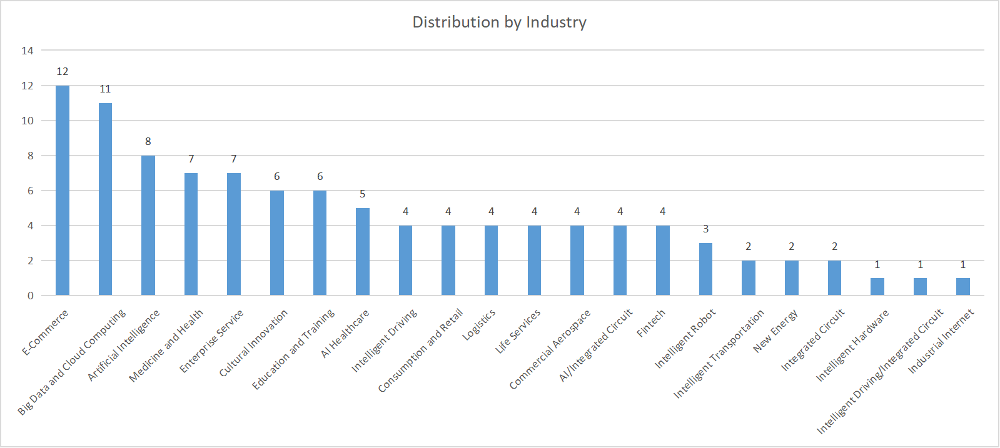 Distribution by Industry
14
12
10
8
6
4
2
0
12
11
8
7
7
6
6
5
4
4
4
4
4
4
4
3
2
2
2
1
1
1
E-Commerce
Big Data and Cloud Computing
Artificial Intelligence
Medicine and Health
Enterprise Service
Cultural Innovation
Education and Training
AI Healthcare
Intelligent Driving
Consumption and Retail
Logistics
Life Services
Commercial Aerospace
AI/Integrated Circuit
Fintech
Intelligent Robot
Intelligent Transportation
New Energy
Integrated Circuit
Intelligent Hardware
Intelligent Driving/Integrated Circuit
Industrial Internet